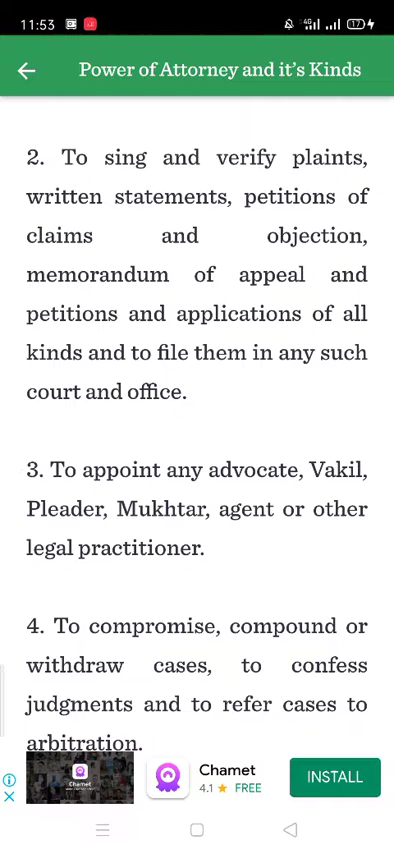 11:53
4G
17
Power of Attorney and it's Kinds
2. To sing and verify plaints,
written statements, petitions of
claims and objection,
memorandum of appeal and
petitions and applications of all
kinds and to file them in any such
court and office.
3. To appoint any advocate, Vakil,
Pleader, Mukhtar, agent or other
legal practitioner.
4. To compromise, compound or
withdraw cases, to confess
judgments and to refer cases to
arbitration.
Chamet
Chamet
4.1 ★ FREE
INSTALL